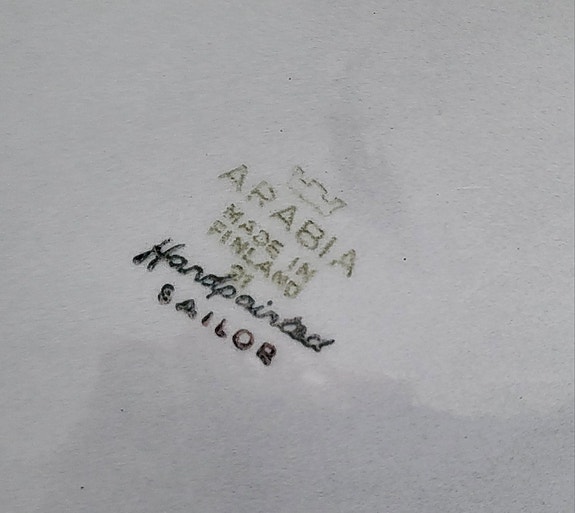 ARABIA
MADE IN
FINLAND
Handpainted
SAILOR